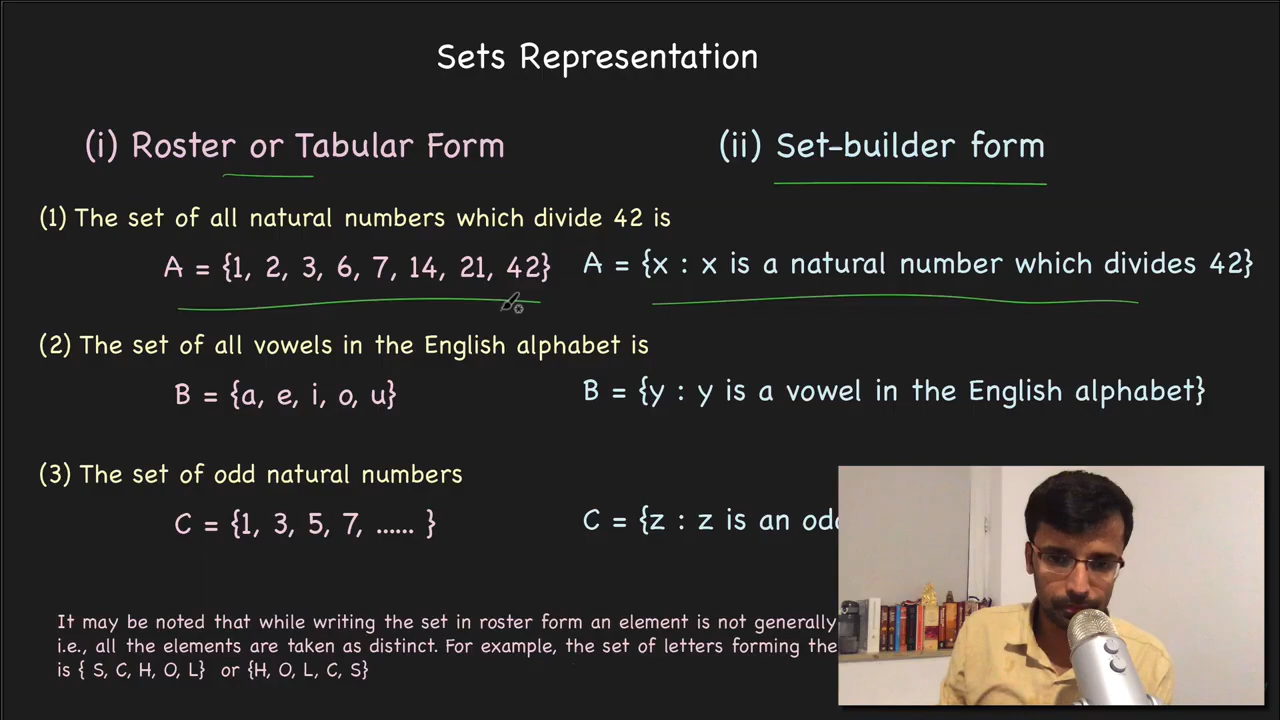 Sets Representation
(i) Roster or Tabular Form
(ii) Set-builder form
(1) The set of all natural numbers which divide 42 is
A = {1, 2, 3, 6, 7, 14, 21, 42}
A = {x : x is a natural number which divides 42}
(2) The set of all vowels in the English alphabet is
B = {a, e, i, o, u}
B = {y : y is a vowel in the English alphabet}
(3) The set of odd natural numbers
C = {1, 3, 5, 7, ...... }
C = {z : z is an
It may be noted that while writing the set in roster form an element is not generally
i.e., all the elements are taken as distinct. For example, the set of letters forming the
is { S, C, H, O, L} or {H, O, L, C, S}